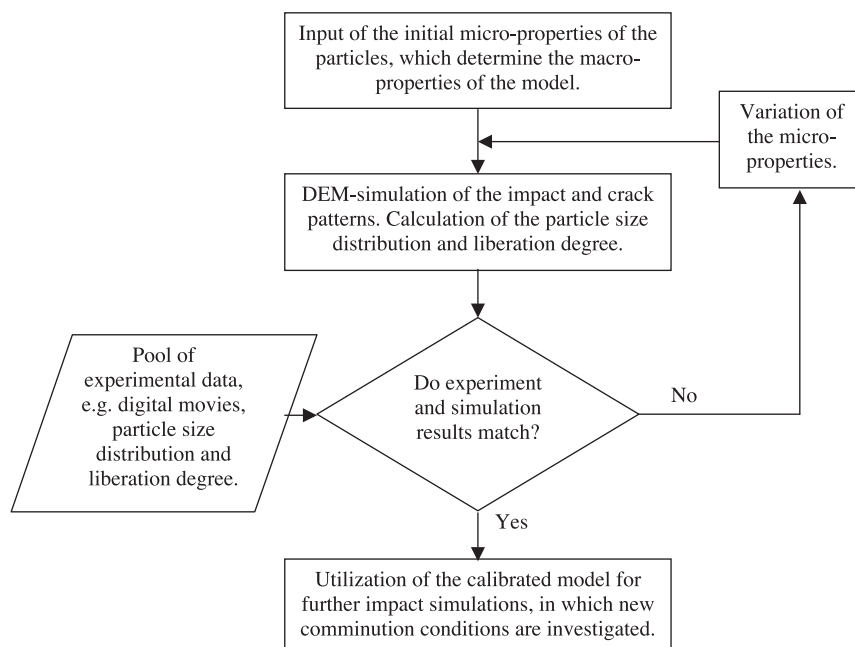 Input of the initial micro-properties of the
particles, which determine the macro-
properties of the model.
Variation of
the micro-
properties.
DEM-simulation of the impact and crack
patterns. Calculation of the particle size
distribution and liberation degree.
Pool of
experimental data,
e.g. digital movies,
particle size
distribution and
liberation degree.
Do experiment
and simulation
results match?
No
Yes
Utilization of the calibrated model for
further impact simulations, in which new
comminution conditions are investigated.